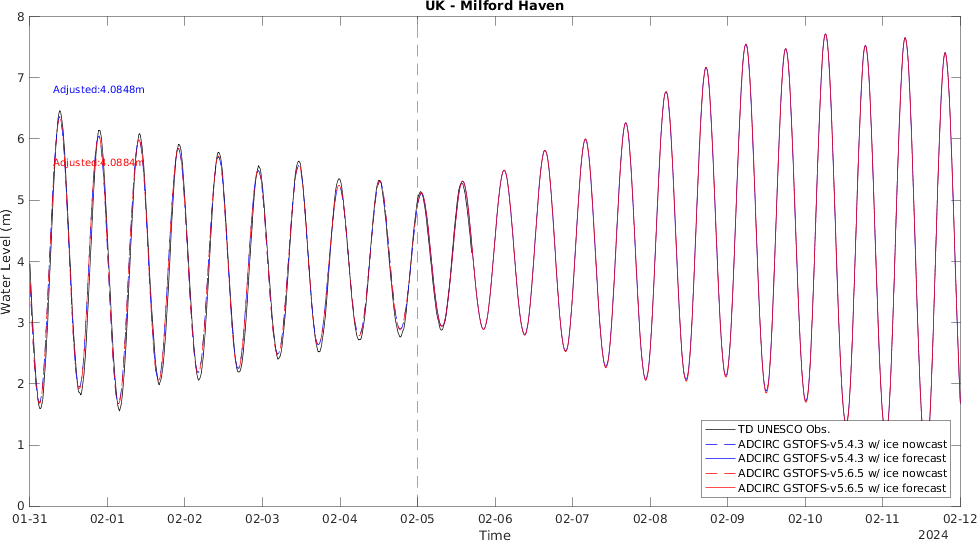 UK - Milford Haven
8
7
6
5
4
3
2
1
0
Water Level (m)
Adjusted:4.0848m
Adjusted:4.0884m
TD UNESCO Obs.
ADCIRC GSTOFS-v5.4.3 w/ ice nowcast
ADCIRC GSTOFS-v5.4.3 w/ ice forecast
ADCIRC GSTOFS-v5.6.5 w/ ice nowcast
ADCIRC GSTOFS-v5.6.5 w/ ice forecast
01-31 02-01 02-02 02-03 02-04 02-05 02-06 02-07 02-08 02-09 02-10 02-11 02-12
Time
2024